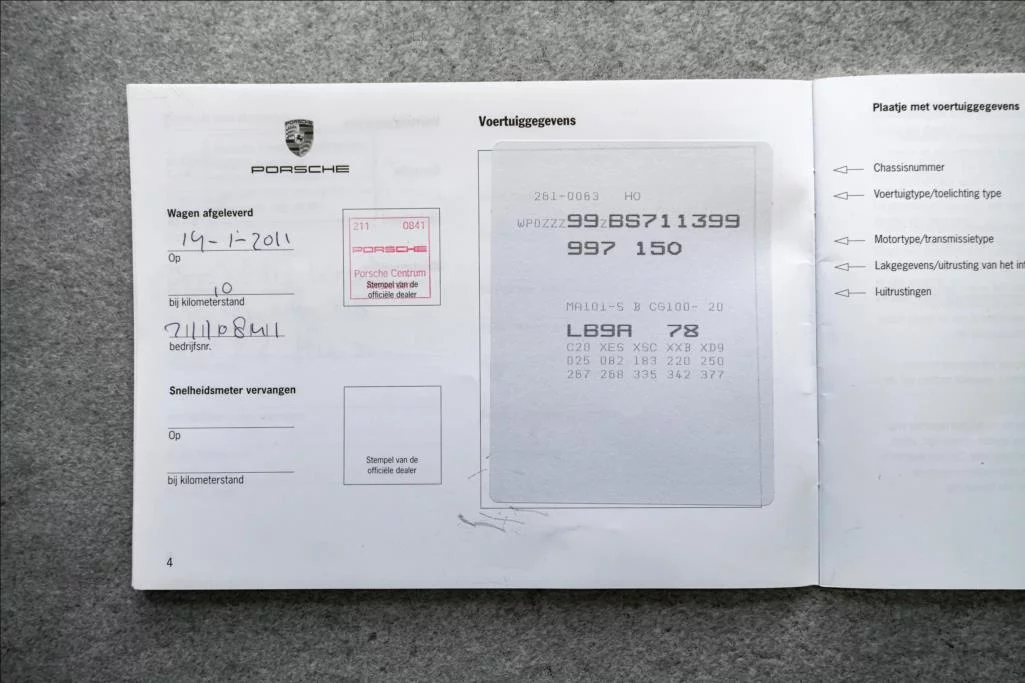 PORSCHE
PORSCHE
Wagen afgeleverd
14-1-2011
Op
10
bij kilometerstand
bedrijfsnr.
211 0841
PORSCHE
Porsche Centrum
Stempel van de
officiële dealer
Snelheidsmeter vervangen
Op
bij kilometerstand
Stempel van de
officiële dealer
4
Voertuiggegevens
261-0063 HO
WPDZZZ99ZBS711399
997 150
MA101-S B CG100- 20
LB9A 78
C20 XES XSC XXB XD9
025 082 183 220 250
267 268 335 342 377
Plaatje met voertuiggegevens
Chassisnummer
Voertuigtype/toelichting type
Motortype/transmissietype
Lakgegevens/uitrusting van het int
I-uitrustingen